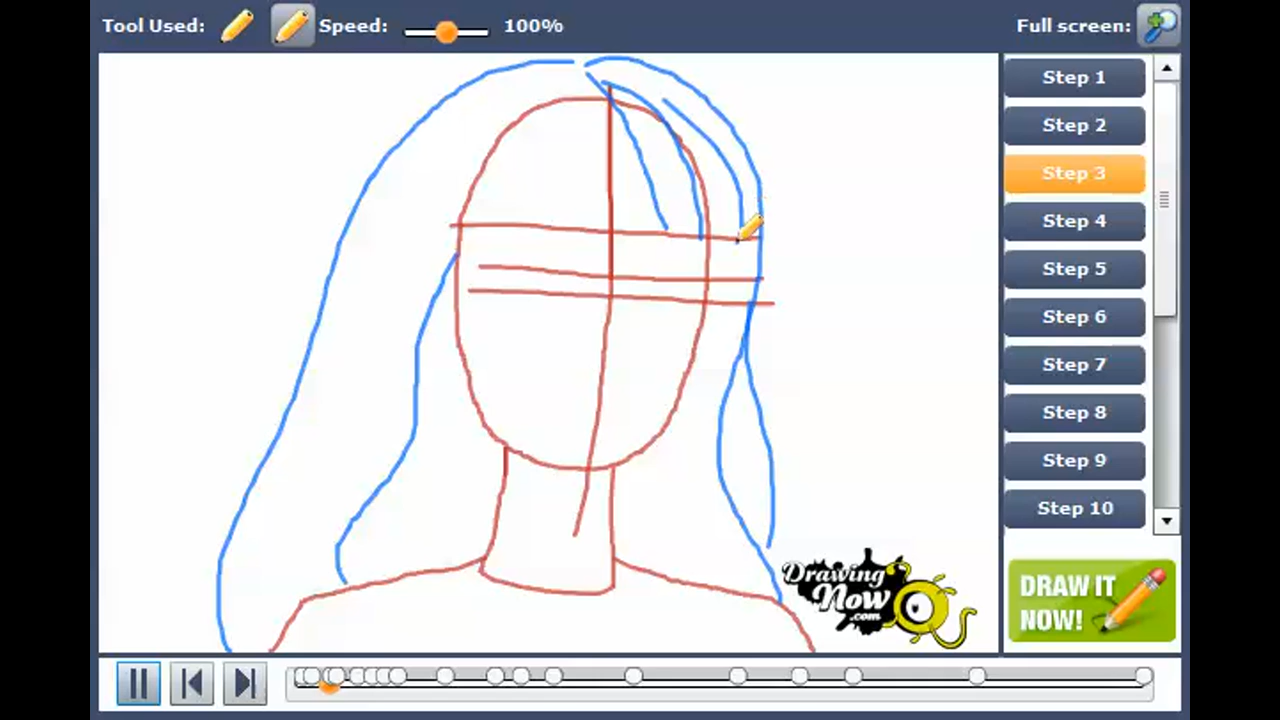 Tool Used:
Speed:
100%
Full screen:
Step 1
Step 2
Step 3
Step 4
Step 5
Step 6
Step 7
Step 8
Step 9
Step 10
Drawing
Now
.com
DRAW IT
NOW!